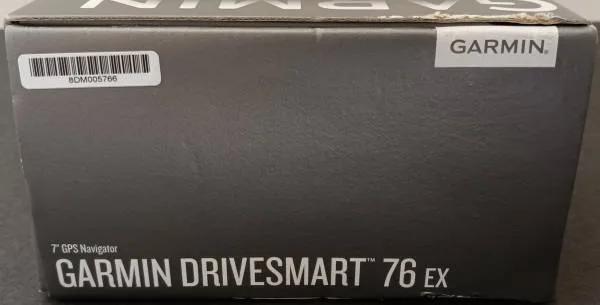 GARMIN
GARMIN.
8DM005766
7" GPS Navigator
GARMIN DRIVESMART™ 76 EX